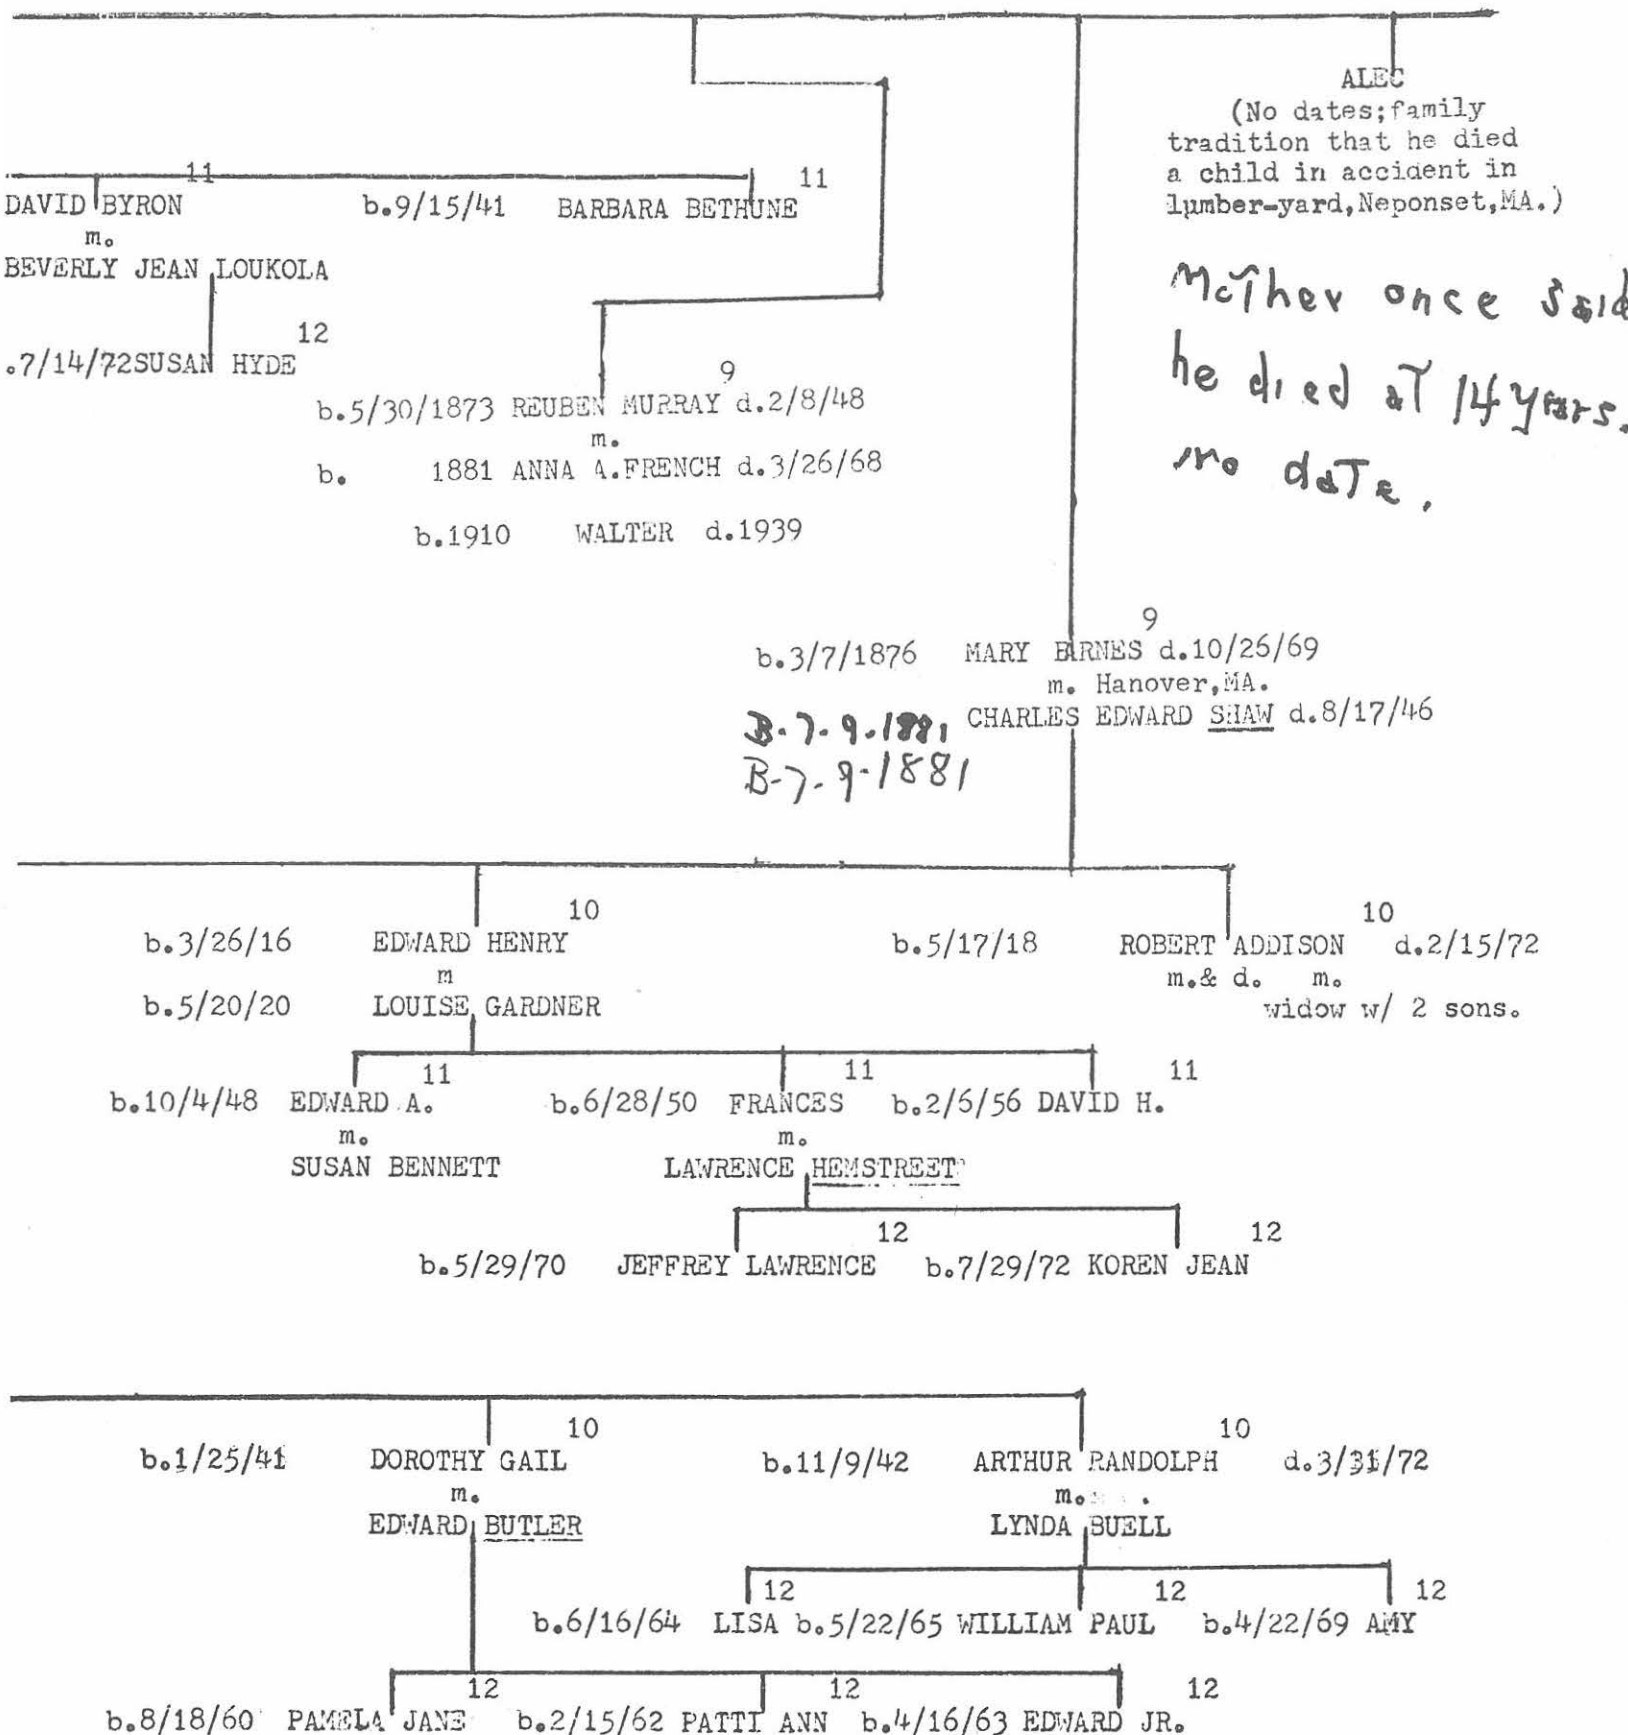 ALEC
(No dates;family
tradition that he died
a child in accident in
lumber-yard,Neponset,MA.)
Mother once said
he died at 14 years.
no date.
11
11
DAVID BYRON b.9/15/41 BARBARA BETHUNE
m.
BEVERLY JEAN LOUKOLA
12
.7/14/72SUSAN HYDE
9
b.5/30/1873 REUBEN MURRAY d.2/8/48
m.
b. 1881 ANNA A.FRENCH d.3/26/68
b.1910 WALTER d.1939
9
b.3/7/1876 MARY BIRNES d.10/26/69
m. Hanover,MA.
CHARLES EDWARD SHAW d.8/17/46
B.7.9.1881
B-7.9-1881
10 10
b.3/26/16 EDWARD HENRY b.5/17/18 ROBERT ADDISON d.2/15/72
m m.& d. m.
b.5/20/20 LOUISE GARDNER widow w/ 2 sons.
11 11 11
b.10/4/48 EDWARD A. b.6/28/50 FRANCES b.2/6/56 DAVID H.
m. m.
SUSAN BENNETT LAWRENCE HEMSTREET
12 12
b.5/29/70 JEFFREY LAWRENCE b.7/29/72 KOREN JEAN
10 10
b.1/25/41 DOROTHY GAIL b.11/9/42 ARTHUR RANDOLPH d.3/31/72
m. m.
EDWARD BUTLER LYNDA BUELL
12 12 12
b.6/16/64 LISA b.5/22/65 WILLIAM PAUL b.4/22/69 AMY
12 12 12
b.8/18/60 PAMELA JANE b.2/15/62 PATTI ANN b.4/16/63 EDWARD JR.